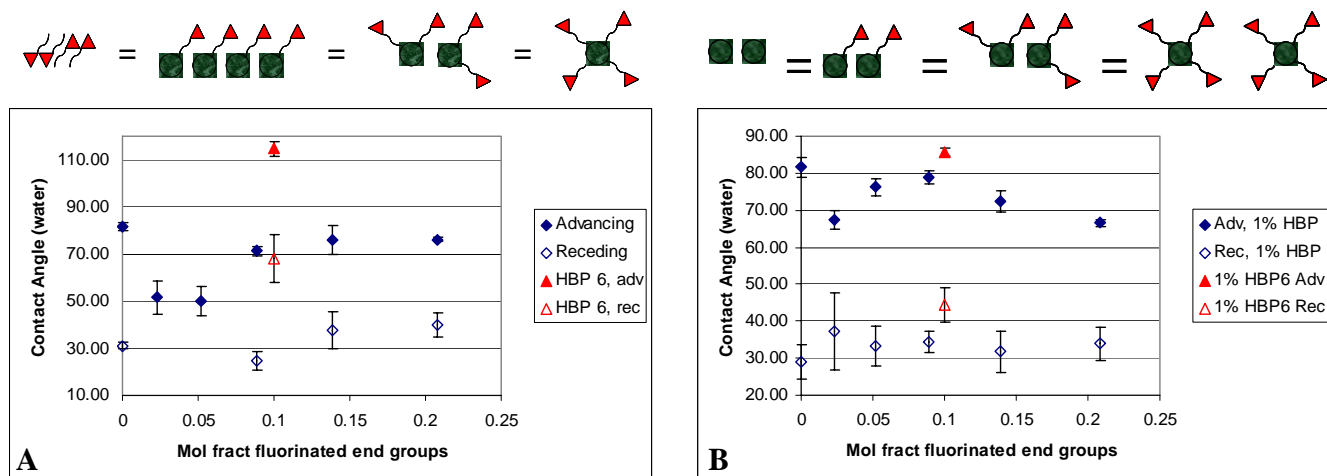 = = =
= = =
Contact Angle (water)
110.00
90.00
70.00
50.00
30.00
10.00
0 0.05 0.1 0.15 0.2 0.25
Mol fract fluorinated end groups
Advancing
Receding
HBP 6, adv
HBP 6, rec
A
Contact Angle (water)
90.00
80.00
70.00
60.00
50.00
40.00
30.00
20.00
0 0.05 0.1 0.15 0.2 0.25
Mol fract fluorinated end groups
Adv, 1% HBP
Rec, 1% HBP
1% HBP6 Adv
1% HBP6 Rec
B